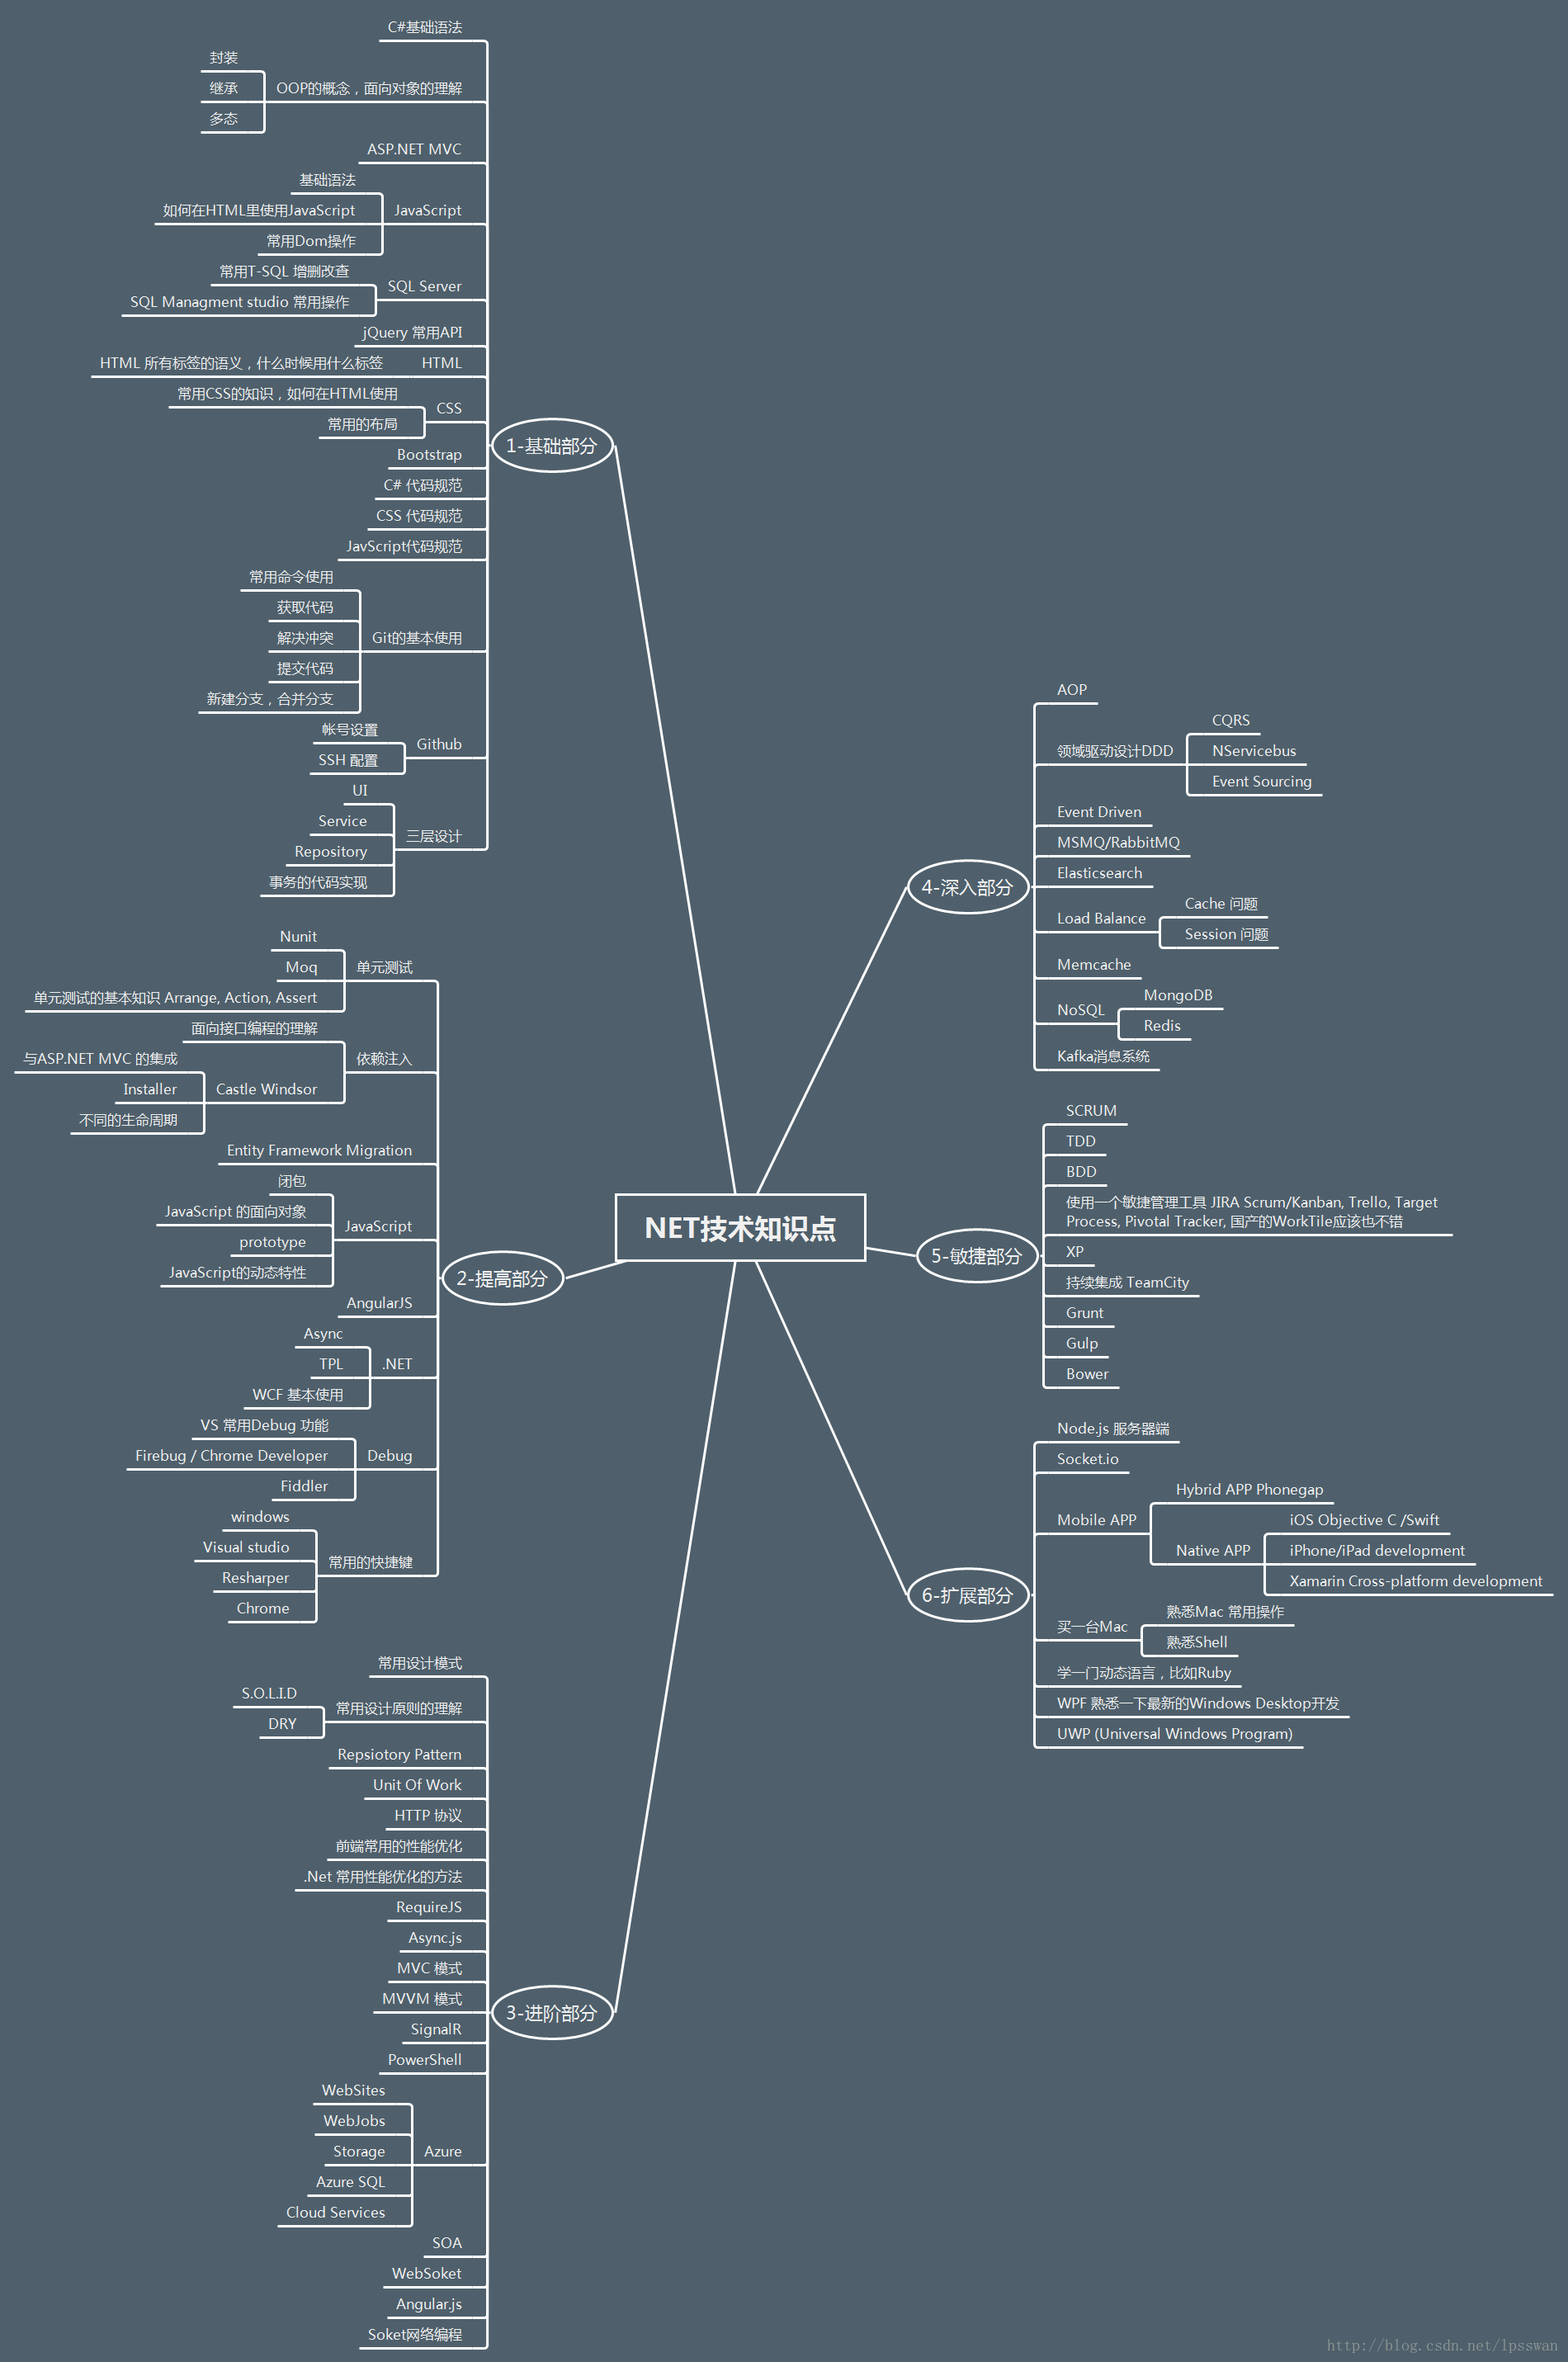 NET技术知识点
1-基础部分
C#基础语法
OOP的概念，面向对象的理解
封装
继承
多态
ASP.NET MVC
JavaScript
基础语法
如何在HTML里使用JavaScript
常用Dom操作
SQL Server
常用T-SQL 增删改查
SQL Managment studio 常用操作
jQuery 常用API
HTML
HTML 所有标签的语义，什么时候用什么标签
CSS
常用CSS的知识，如何在HTML使用
常用的布局
Bootstrap
C# 代码规范
CSS 代码规范
JavScript代码规范
Git的基本使用
常用命令使用
获取代码
解决冲突
提交代码
新建分支，合并分支
Github
帐号设置
SSH 配置
三层设计
UI
Service
Repository
事务的代码实现
2-提高部分
单元测试
Nunit
Moq
单元测试的基本知识 Arrange, Action, Assert
依赖注入
面向接口编程的理解
Castle Windsor
与ASP.NET MVC 的集成
Installer
不同的生命周期
Entity Framework Migration
JavaScript
闭包
JavaScript 的面向对象
prototype
JavaScript的动态特性
AngularJS
.NET
Async
TPL
WCF 基本使用
Debug
VS 常用Debug 功能
Firebug / Chrome Developer
Fiddler
常用的快捷键
windows
Visual studio
Resharper
Chrome
3-进阶部分
常用设计模式
常用设计原则的理解
S.O.L.I.D
DRY
Repsiotory Pattern
Unit Of Work
HTTP 协议
前端常用的性能优化
.Net 常用性能优化的方法
RequireJS
Async.js
MVC 模式
MVVM 模式
SignalR
PowerShell
Azure
WebSites
WebJobs
Storage
Azure SQL
Cloud Services
SOA
WebSoket
Angular.js
Soket网络编程
4-深入部分
AOP
领域驱动设计DDD
CQRS
NServicebus
Event Sourcing
Event Driven
MSMQ/RabbitMQ
Elasticsearch
Load Balance
Cache 问题
Session 问题
Memcache
NoSQL
MongoDB
Redis
Kafka消息系统
5-敏捷部分
SCRUM
TDD
BDD
使用一个敏捷管理工具 JIRA Scrum/Kanban, Trello, Target
Process, Pivotal Tracker, 国产的WorkTile应该也不错
XP
持续集成 TeamCity
Grunt
Gulp
Bower
6-扩展部分
Node.js 服务器端
Socket.io
Mobile APP
Hybrid APP Phonegap
Native APP
iOS Objective C /Swift
iPhone/iPad development
Xamarin Cross-platform development
买一台Mac
熟悉Mac 常用操作
熟悉Shell
学一门动态语言，比如Ruby
WPF 熟悉一下最新的Windows Desktop开发
UWP (Universal Windows Program)
http://blog.csdn.net/lpsswan